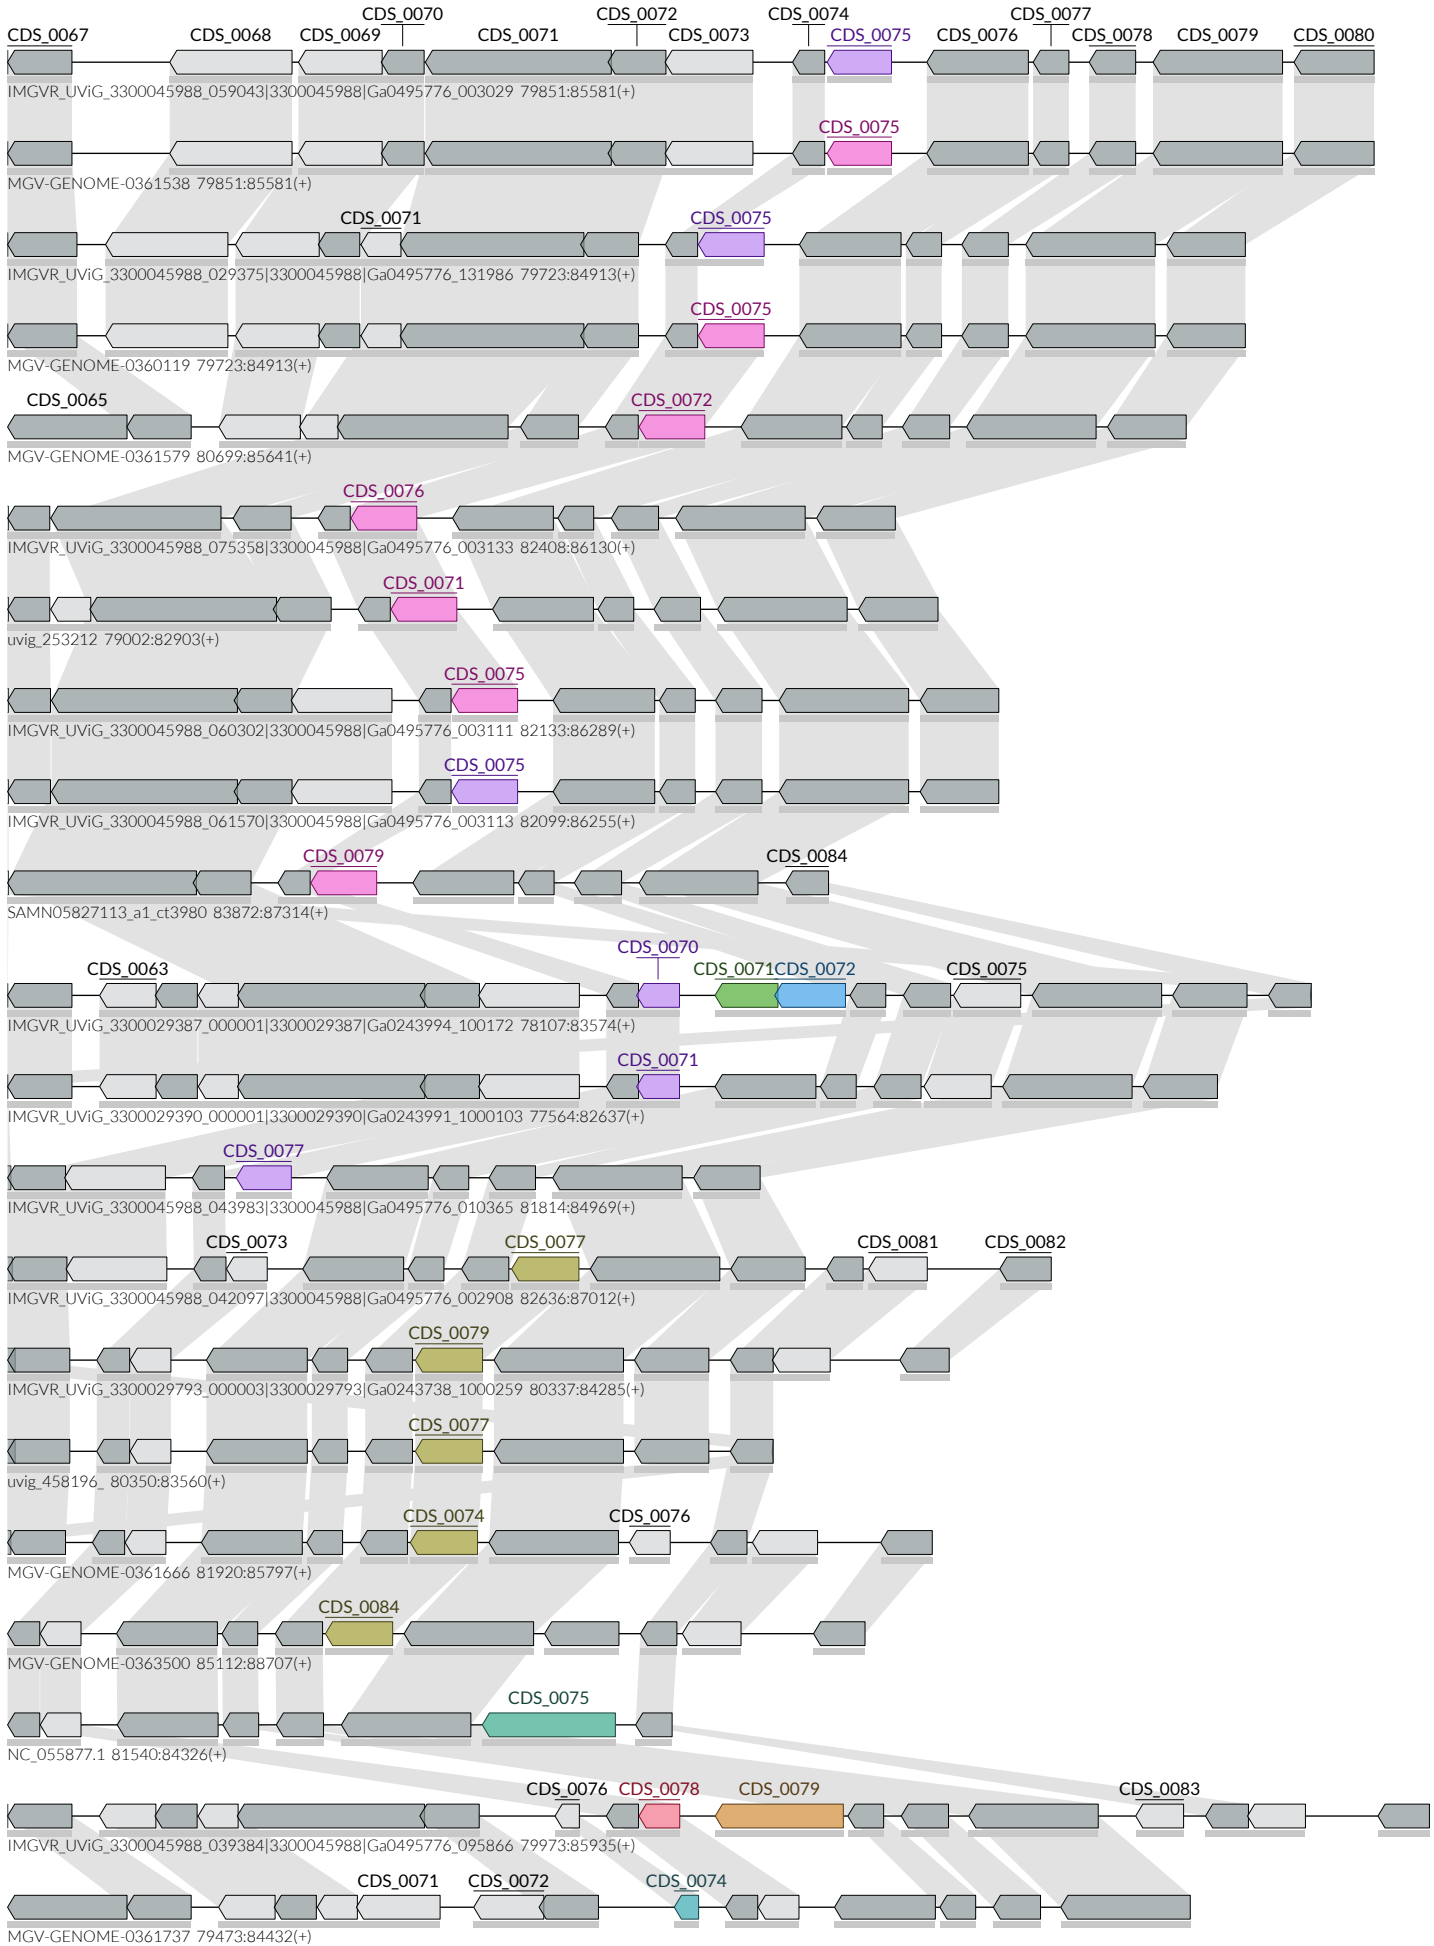 CDS_0070 CDS_0072 CDS_0074 CDS_0077
CDS_0067 CDS_0068 CDS_0069 CDS_0071 CDS_0073 CDS_0075 CDS_0076 CDS_0078 CDS_0079 CDS_0080
IMGVR_UViG_3300045988_059043|3300045988|Ga0495776_003029 79851:85581(+)
CDS_0075
MGV-GENOME-0361538 79851:85581(+)
CDS_0071 CDS_0075
IMGVR_UViG_3300045988_029375|3300045988|Ga0495776_131986 79723:84913(+)
CDS_0075
MGV-GENOME-0360119 79723:84913(+)
CDS_0065 CDS_0072
MGV-GENOME-0361579 80699:85641(+)
CDS_0076
IMGVR_UViG_3300045988_075358|3300045988|Ga0495776_003133 82408:86130(+)
CDS_0071
uvig_253212 79002:82903(+)
CDS_0075
IMGVR_UViG_3300045988_060302|3300045988|Ga0495776_003111 82133:86289(+)
CDS_0075
IMGVR_UViG_3300045988_061570|3300045988|Ga0495776_003113 82099:86255(+)
CDS_0079 CDS_0084
SAMN05827113_a1_ct3980 83872:87314(+)
CDS_0070
CDS_0063 CDS_0071 CDS_0072 CDS_0075
IMGVR_UViG_3300029387_000001|3300029387|Ga0243994_100172 78107:83574(+)
CDS_0071
IMGVR_UViG_3300029390_000001|3300029390|Ga0243991_1000103 77564:82637(+)
CDS_0077
IMGVR_UViG_3300045988_043983|3300045988|Ga0495776_010365 81814:84969(+)
CDS_0073 CDS_0077 CDS_0081 CDS_0082
IMGVR_UViG_3300045988_042097|3300045988|Ga0495776_002908 82636:87012(+)
CDS_0079
IMGVR_UViG_3300029793_000003|3300029793|Ga0243738_1000259 80337:84285(+)
CDS_0077
uvig_458196_ 80350:83560(+)
CDS_0074 CDS_0076
MGV-GENOME-0361666 81920:85797(+)
CDS_0084
MGV-GENOME-0363500 85112:88707(+)
CDS_0075
NC_055877.1 81540:84326(+)
CDS_0076 CDS_0078 CDS_0079 CDS_0083
IMGVR_UViG_3300045988_039384|3300045988|Ga0495776_095866 79973:85935(+)
CDS_0071 CDS_0072 CDS_0074
MGV-GENOME-0361737 79473:84432(+)